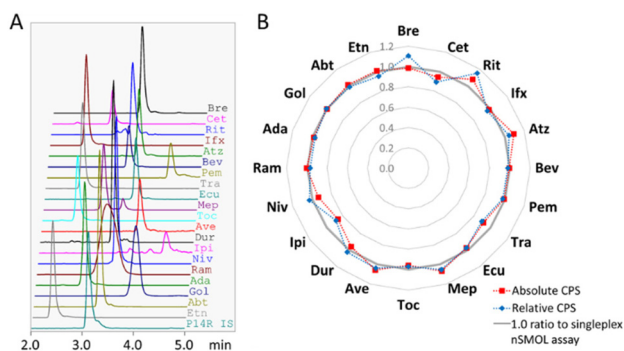 A
Bre
Cet
Rit
Ifx
Atz
Bev
Pem
Tra
Ecu
Mep
Toc
Ave
Dur
Ipi
Niv
Ram
Ada
Gol
Abt
Etn
P14R IS
2.0 3.0 4.0 5.0 min
B
Bre
Cet
Rit
Ifx
Atz
Bev
Pem
Tra
Ecu
Mep
Toc
Ave
Dur
Ipi
Niv
Ram
Ada
Gol
Abt
Etn
1.2
1.0
0.8
0.6
0.4
0.2
0.0
Absolute CPS
Relative CPS
1.0 ratio to singleplex
nSMOL assay